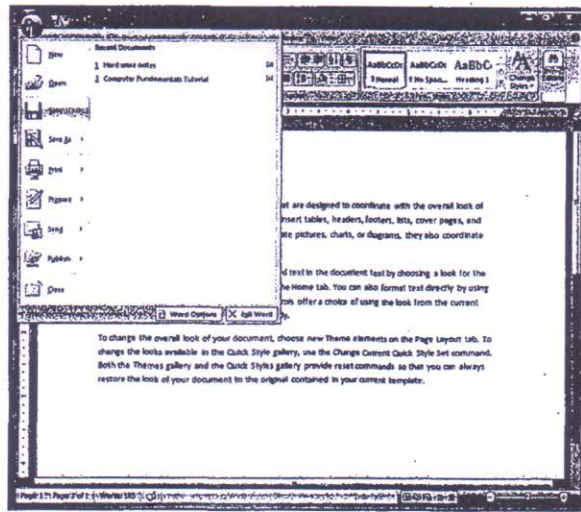 Recent Documents
New
1 Hard word notes
Open
2 Computer Fundamentals Tutorial
Save As
Print
Prepare
Send
Publish
Close
Word Options
Exit Word
AaBbCcDc AaBbCcDc AaBbC
¶ Normal ¶ No Spac... Heading 1
Change
Styles
at are designed to coordinate with the overall look of
insert tables, headers, footers, lists, cover pages, and
ate pictures, charts, or diagrams, they also coordinate
d text in the document text by choosing a look for the
he Home tab. You can also format text directly by using
rols offer a choice of using the look from the current
ly.
To change the overall look of your document, choose new Theme elements on the Page Layout tab. To
change the looks available in the Quick Style gallery, use the Change Current Quick Style Set command.
Both the Themes gallery and the Quick Styles gallery provide reset commands so that you can always
restore the look of your document to the original contained in your current template.